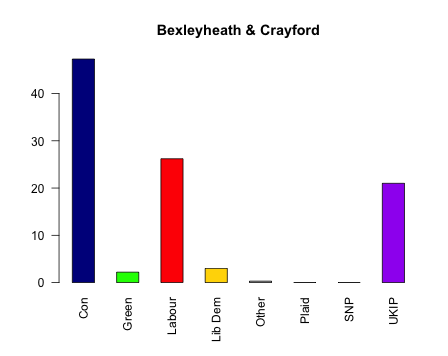 Bexleyheath & Crayford
40
30
20
10
0
Con
Green
Labour
Lib Dem
Other
Plaid
SNP
UKIP